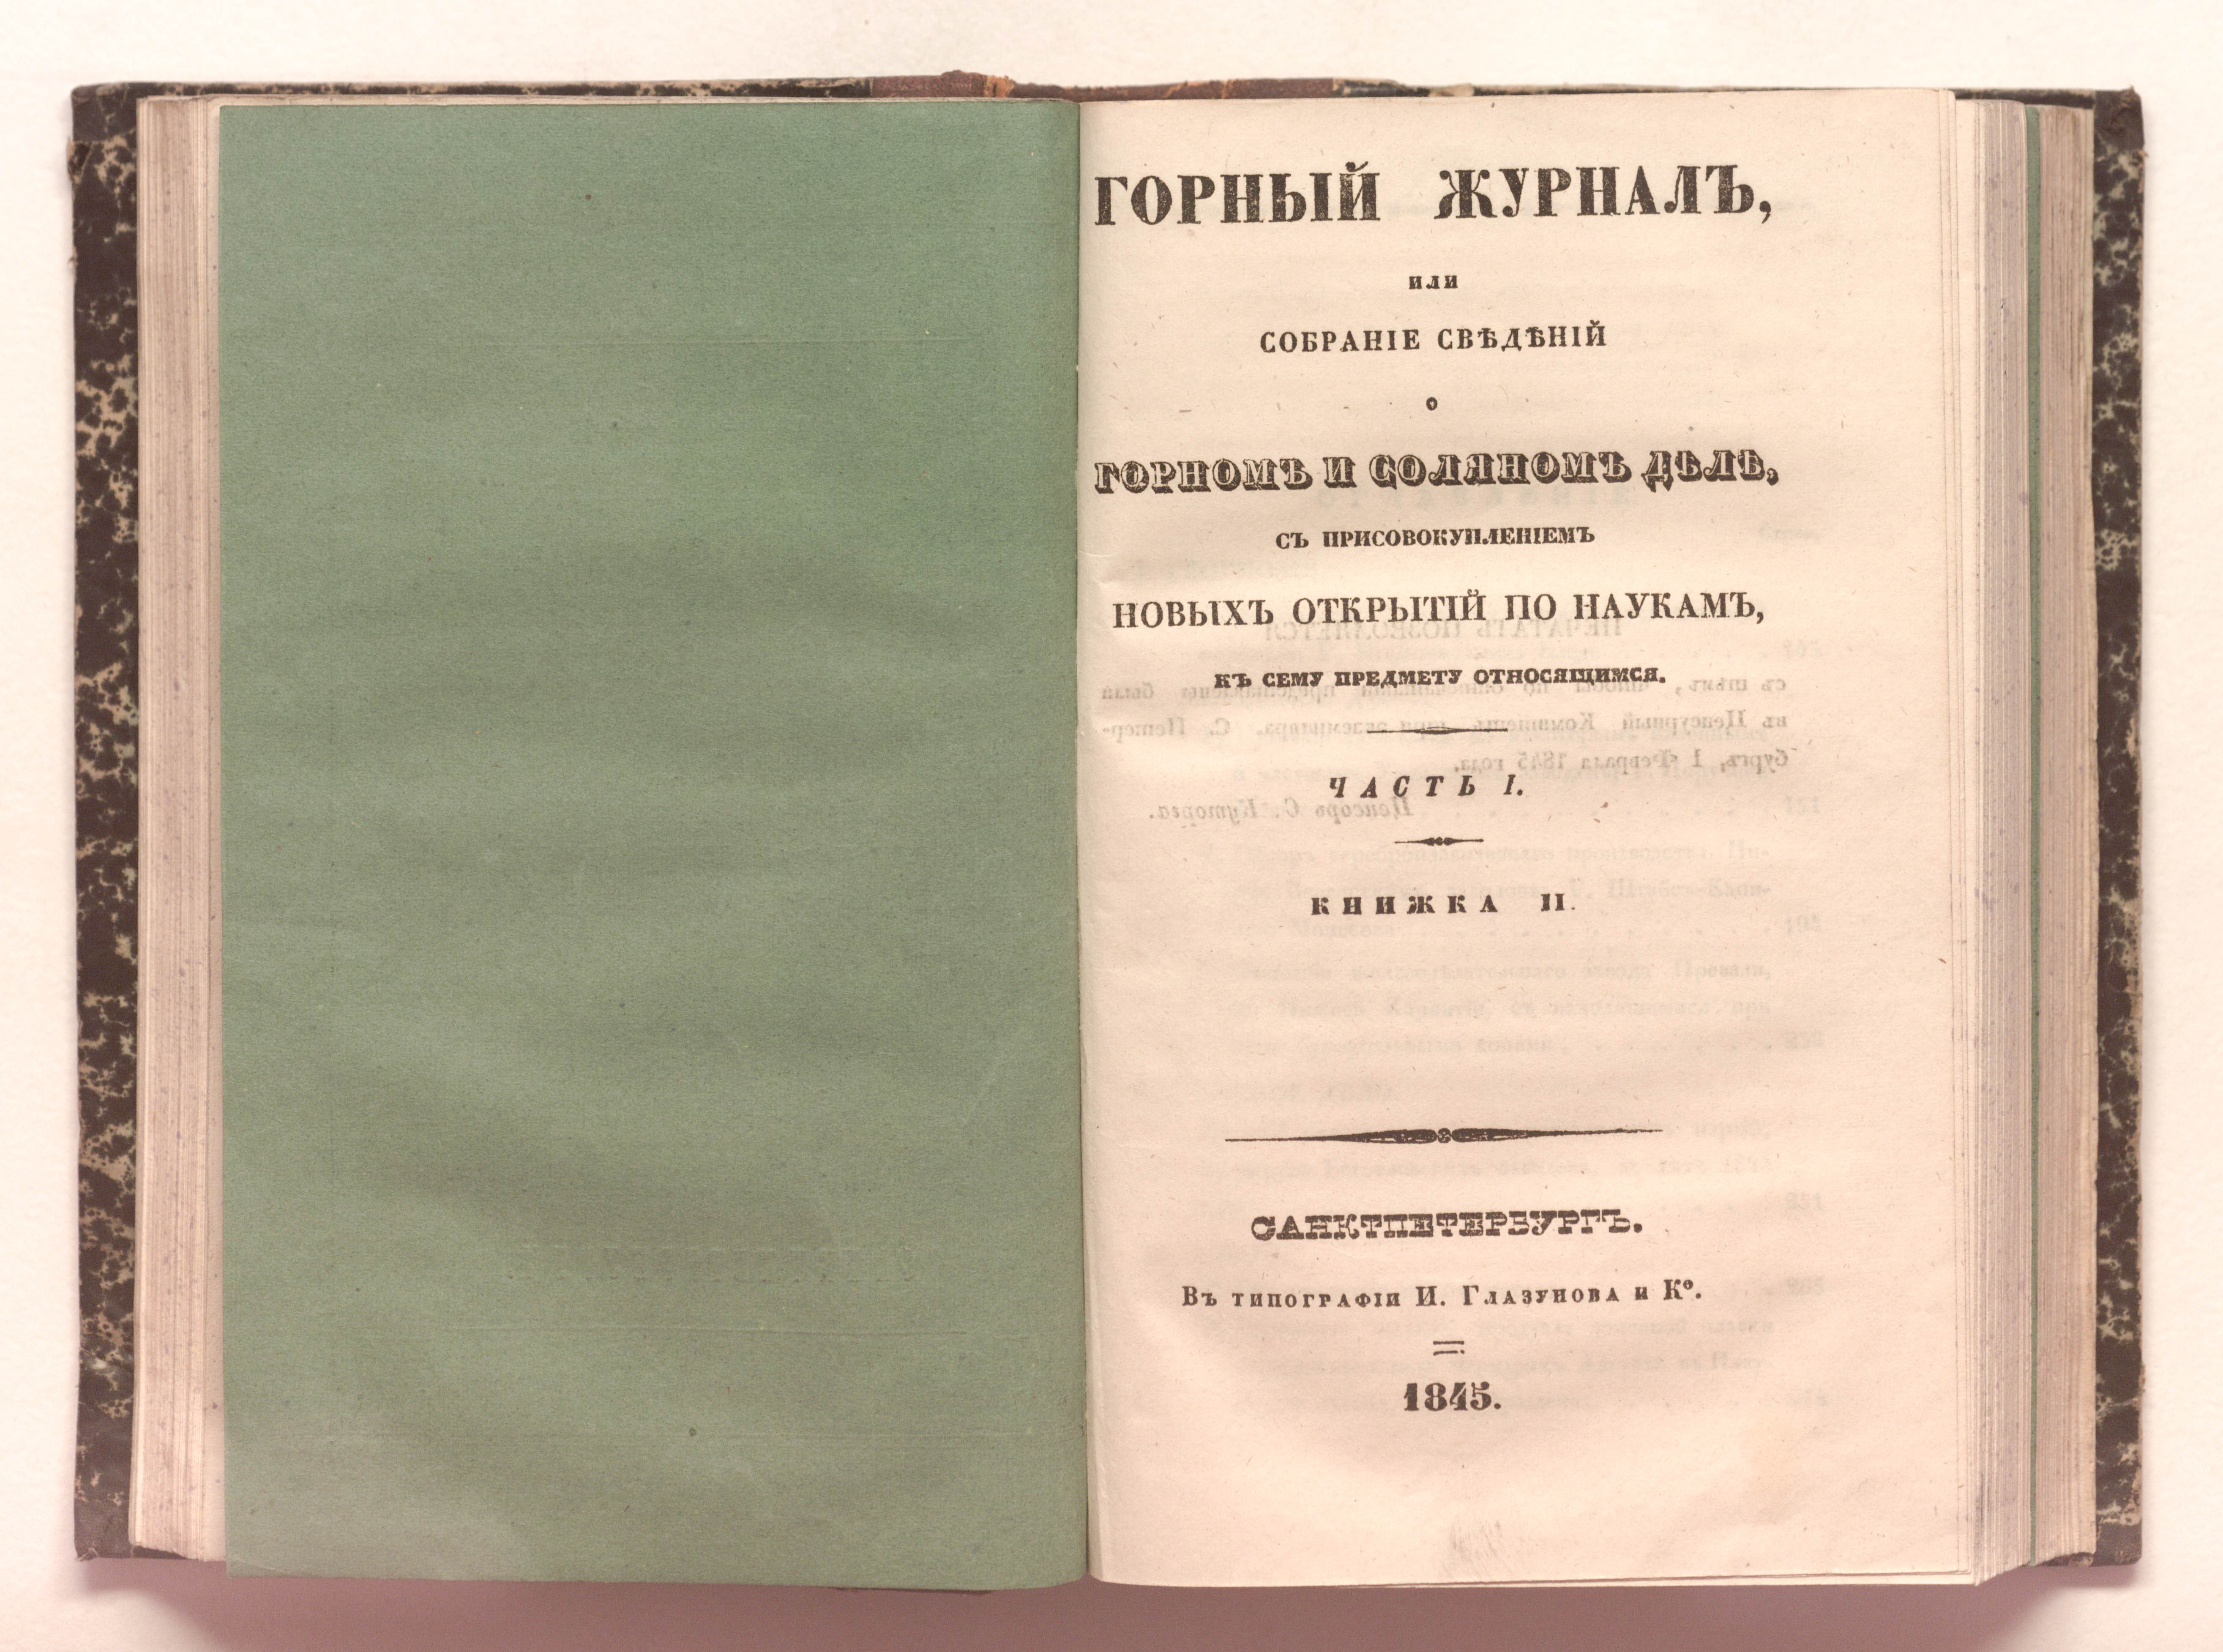 ГОРНЫЙ ЖУРНАЛЪ,
или
СОБРАНІЕ СВѢДѢНІЙ
о
ГОРНОМЪ И СОЛЯНОМЪ ДѢЛѢ,
СЪ ПРИСОВОКУПЛЕНІЕМЪ
НОВЫХЪ ОТКРЫТІЙ ПО НАУКАМЪ,
КЪ СЕМУ ПРЕДМЕТУ ОТНОСЯЩИМСЯ.
ЧАСТЬ I.
КНИЖКА II.
САНКТПЕТЕРБУРГЪ.
Въ типографіи И. Глазунова и Ко.
1845.